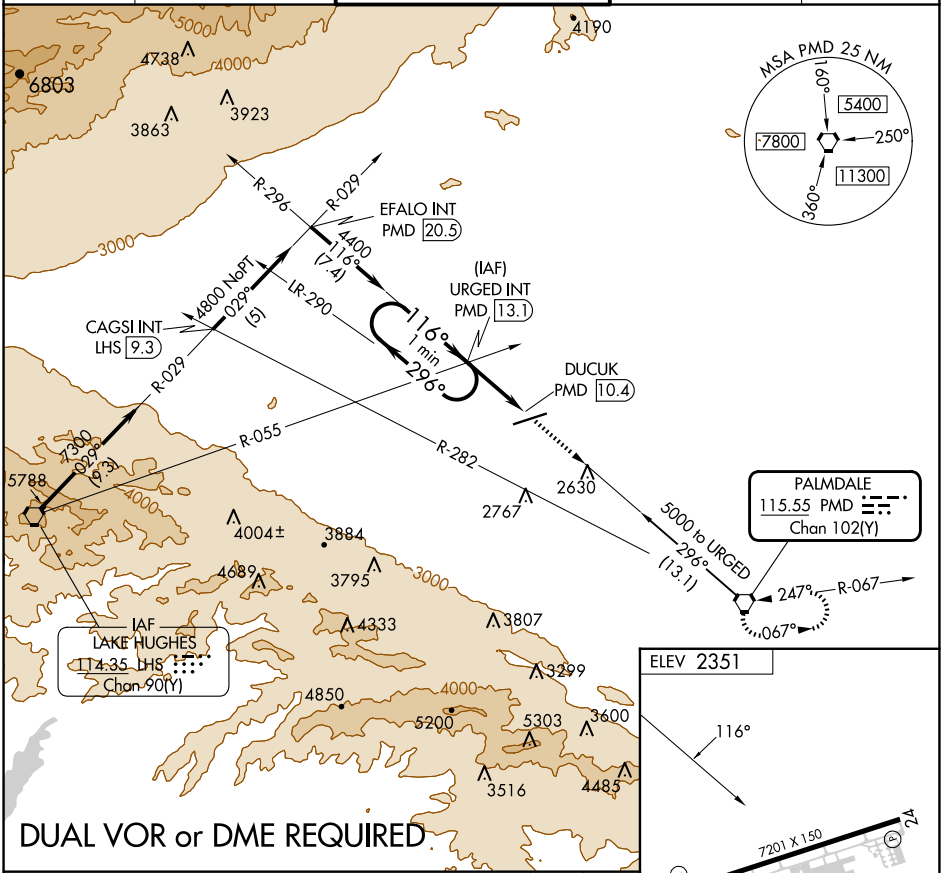 5000
4190
4738
4000
6803
3863
3923
MSA PMD 25 NM
160°
5400
7800
250°
11300
360°
R-296
R-029
3000
EFALO INT
PMD 20.5
4400
116°
(7.4)
4800 NoPT
029°
(5)
LR-290
(IAF)
URGED INT
PMD 13.1
CAGSI INT
LHS 9.3
116°
1 min
296°
R-029
DUCUK
PMD 10.4
R-055
R-282
7300
029°
(9.3)
5788
4000
2630
2767
PALMDALE
115.55 PMD
Chan 102(Y)
5000 to URGED
296°
(13.1)
4004±
3884
3795
3000
4689
247°
R-067
067°
IAF
LAKE HUGHES
114.35 LHS
Chan 90(Y)
4333
3807
3299
ELEV 2351
4850
4000
5200
5303
3600
116°
3516
4485
DUAL VOR or DME REQUIRED
7201 X 150
24
P